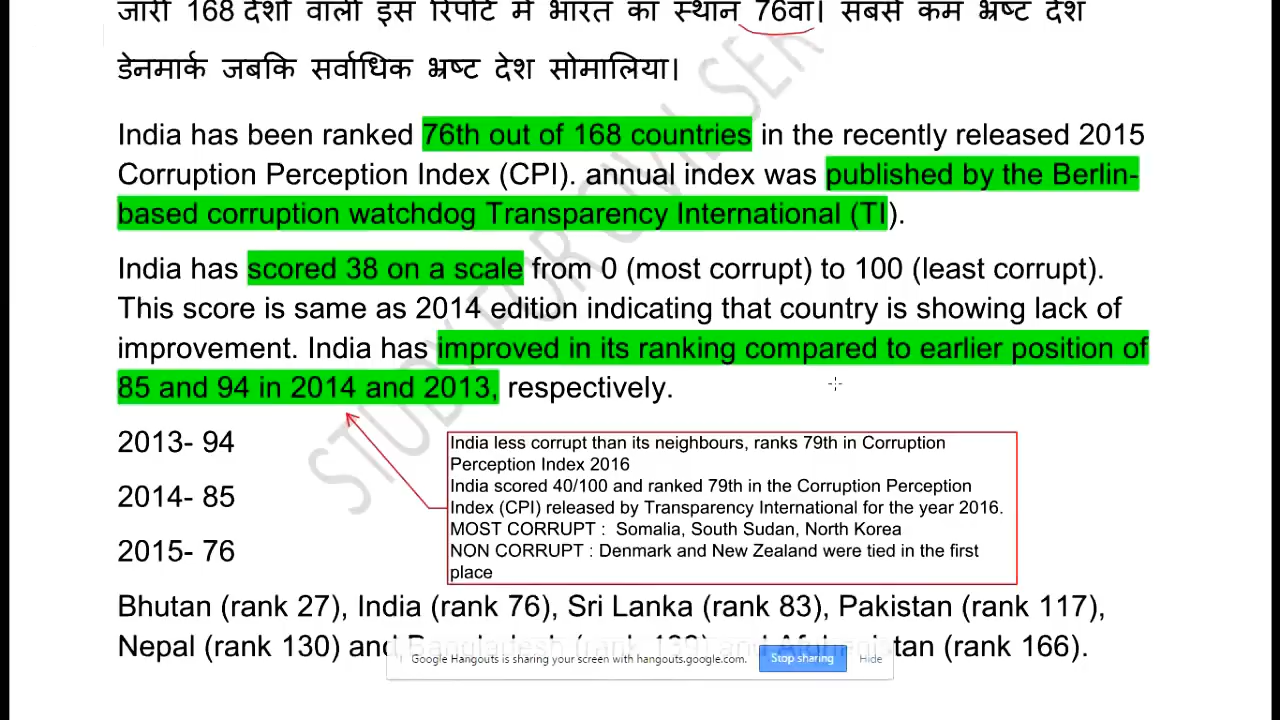 जारी 168 देशों वाली इस रिपोर्ट में भारत का स्थान 76वां। सबसे कम भ्रष्ट देश
डेनमार्क जबकि सर्वाधिक भ्रष्ट देश सोमालिया।
India has been ranked 76th out of 168 countries in the recently released 2015
Corruption Perception Index (CPI). annual index was published by the Berlin-
based corruption watchdog Transparency International (TI).
India has scored 38 on a scale from 0 (most corrupt) to 100 (least corrupt).
This score is same as 2014 edition indicating that country is showing lack of
improvement. India has improved in its ranking compared to earlier position of
85 and 94 in 2014 and 2013, respectively.
2013- 94
2014- 85
2015- 76
India less corrupt than its neighbours, ranks 79th in Corruption
Perception Index 2016
India scored 40/100 and ranked 79th in the Corruption Perception
Index (CPI) released by Transparency International for the year 2016.
MOST CORRUPT : Somalia, South Sudan, North Korea
NON CORRUPT : Denmark and New Zealand were tied in the first
place
Bhutan (rank 27), India (rank 76), Sri Lanka (rank 83), Pakistan (rank 117),
Nepal (rank 130) and Bangladesh (rank 139) and Afghanistan (rank 166).
Google Hangouts is sharing your screen with hangouts.google.com. Stop sharing Hide
STUDY FOR CIVIL SER